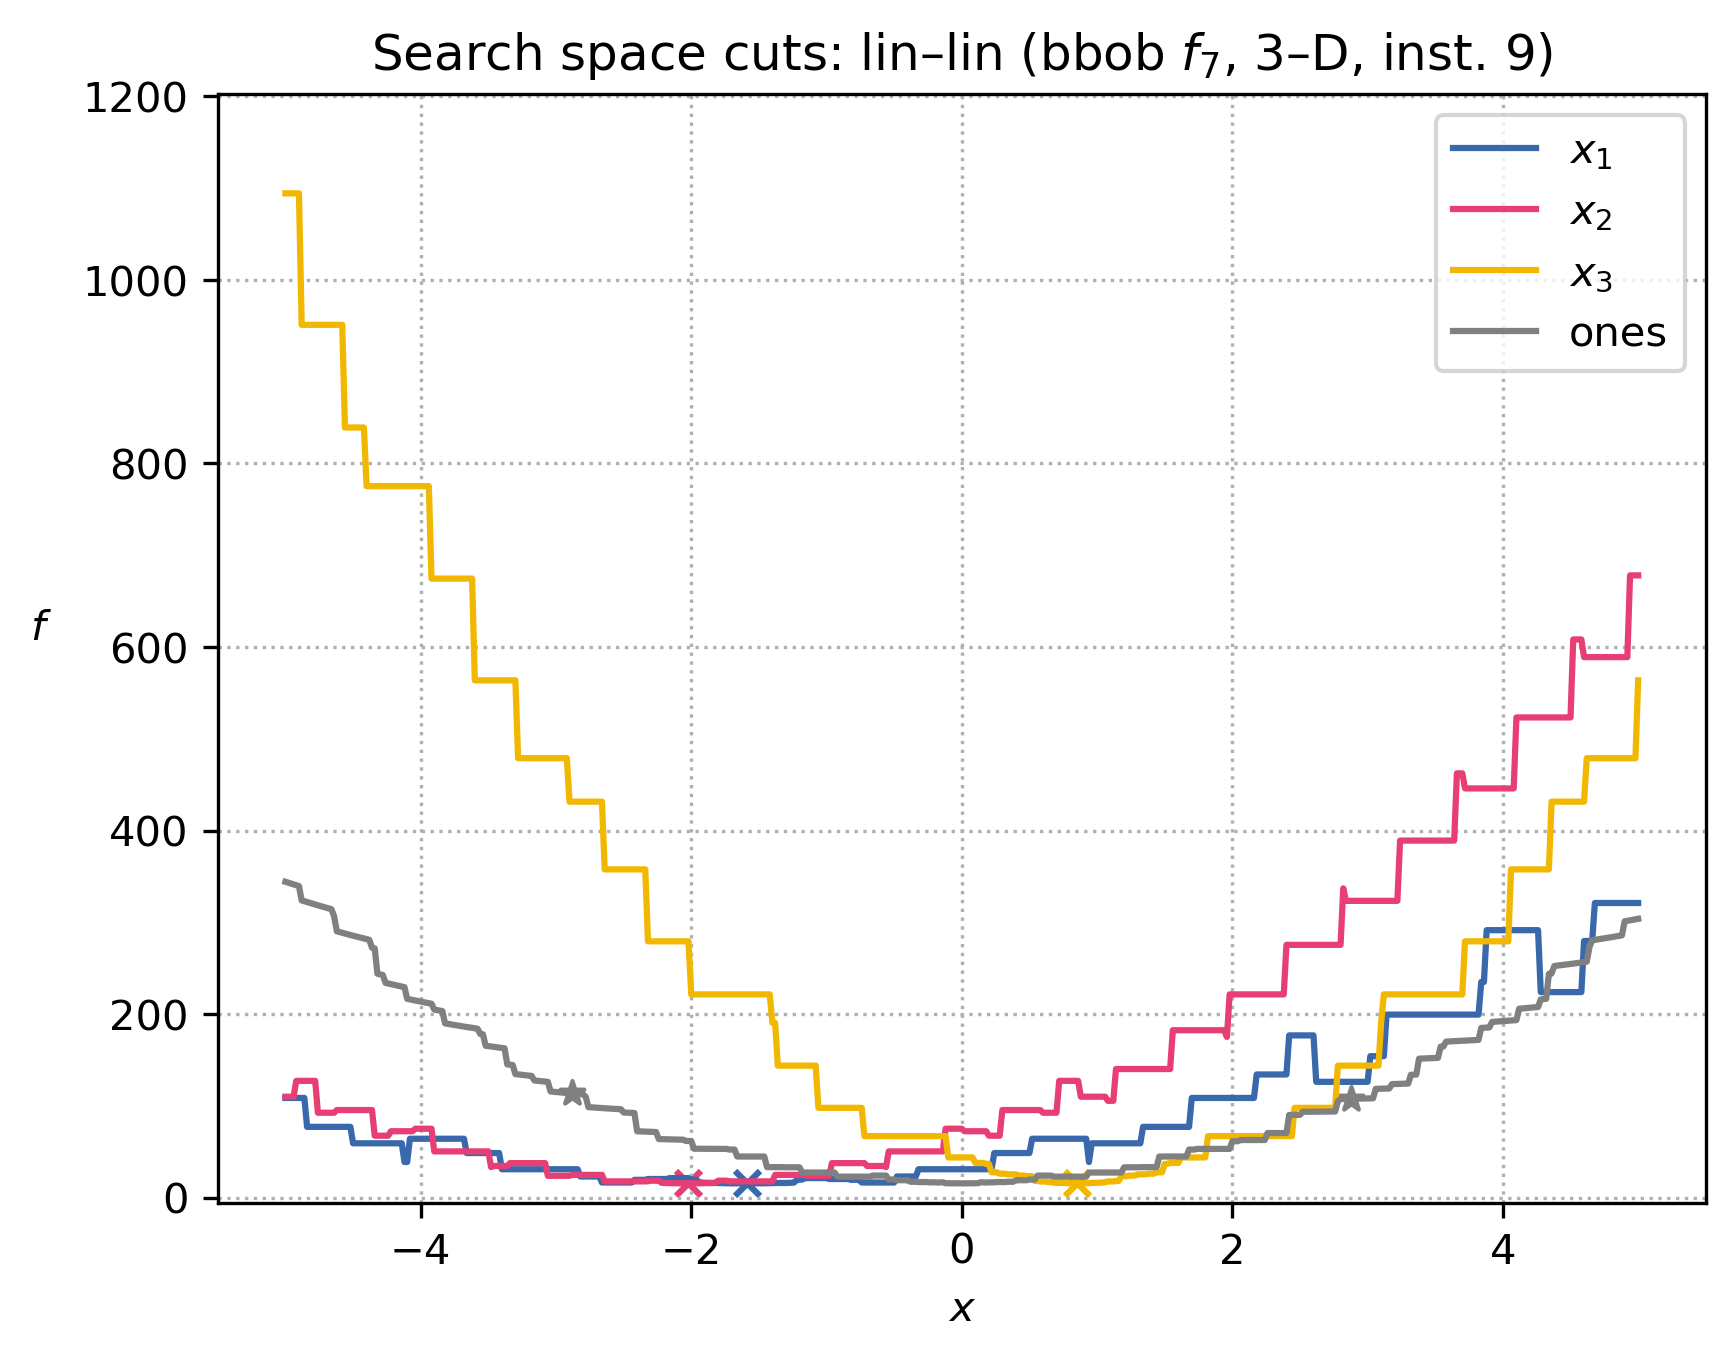 Search space cuts: lin–lin (bbob f₇, 3–D, inst. 9)
1200
1000
800
600
400
200
0
f
x₁
x₂
x₃
ones
−4
−2
0
2
4
x